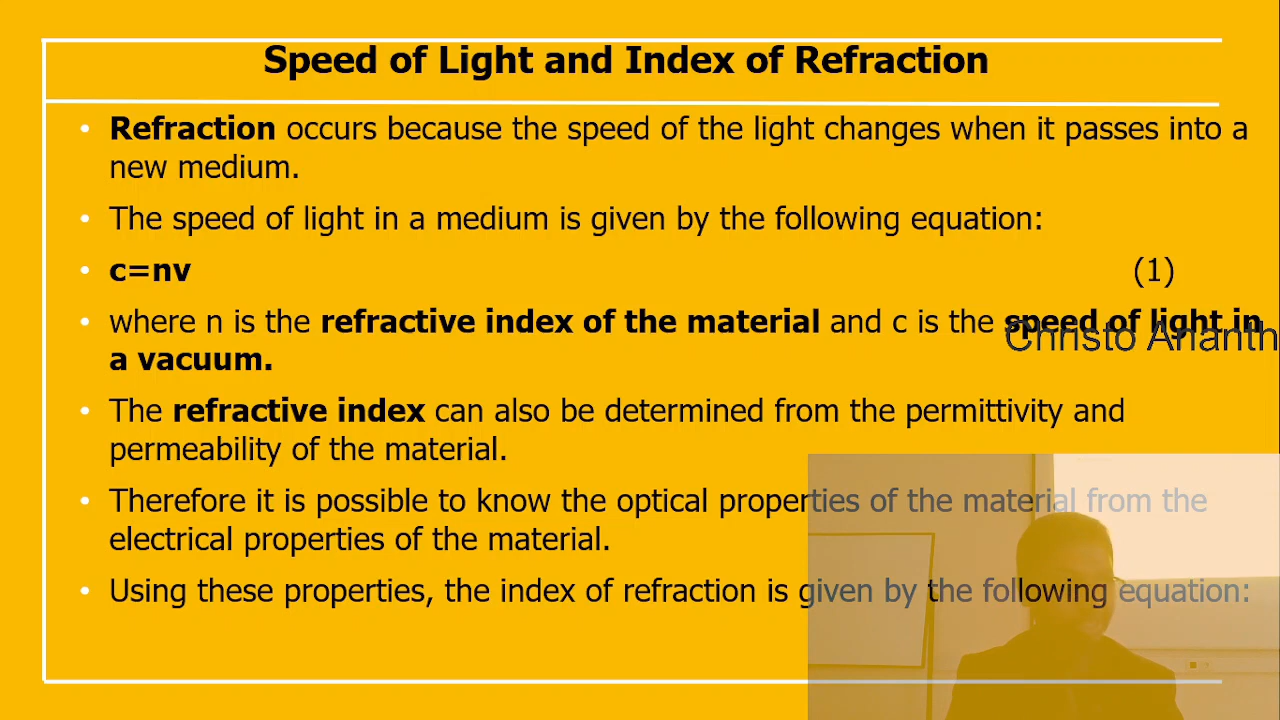 Speed of Light and Index of Refraction
• Refraction occurs because the speed of the light changes when it passes into a
new medium.
• The speed of light in a medium is given by the following equation:
• c=nv (1)
• where n is the refractive index of the material and c is the speed of light in
Christo Ananth
a vacuum.
• The refractive index can also be determined from the permittivity and
permeability of the material.
• Therefore it is possible to know the optical properties of the material from the
electrical properties of the material.
• Using these properties, the index of refraction is given by the following equation: